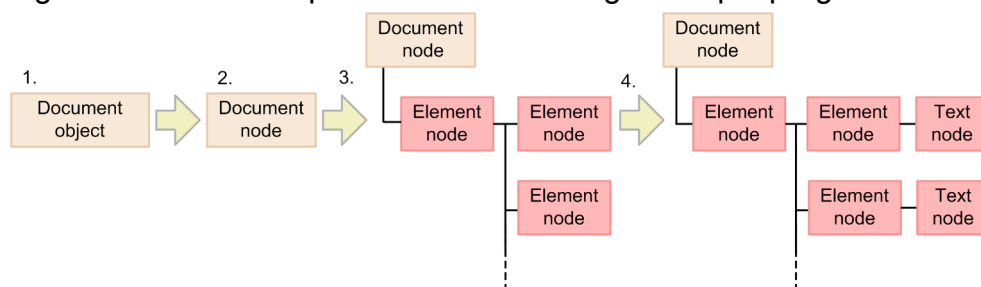 Document
node
Document
node
1.
2.
3.
4.
Document
object
Document
node
Element
node
Element
node
Element
node
Element
node
Text
node
Element
node
Element
node
Text
node